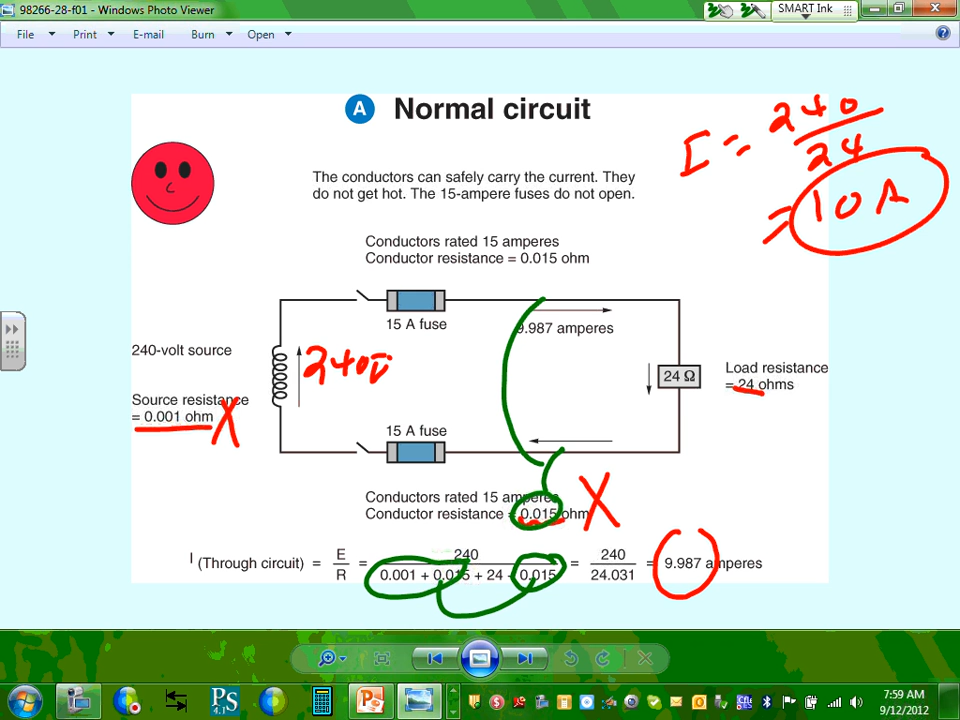 98266-28-f01 - Windows Photo Viewer
SMART Ink
File Print E-mail Burn Open
A Normal circuit
I = 240
24
= 10 A
The conductors can safely carry the current. They
do not get hot. The 15-ampere fuses do not open.
Conductors rated 15 amperes
Conductor resistance = 0.015 ohm
15 A fuse
9.987 amperes
240-volt source
240V
Source resistance
= 0.001 ohm X
24 Ω
Load resistance
= 24 ohms
15 A fuse
Conductors rated 15 amperes
Conductor resistance = 0.015 ohm X
I (Through circuit) = E/R = 240/0.001 + 0.015 + 24 + 0.015 = 240/24.031 = 9.987 amperes
Ps
4.1
7:59 AM
9/12/2012